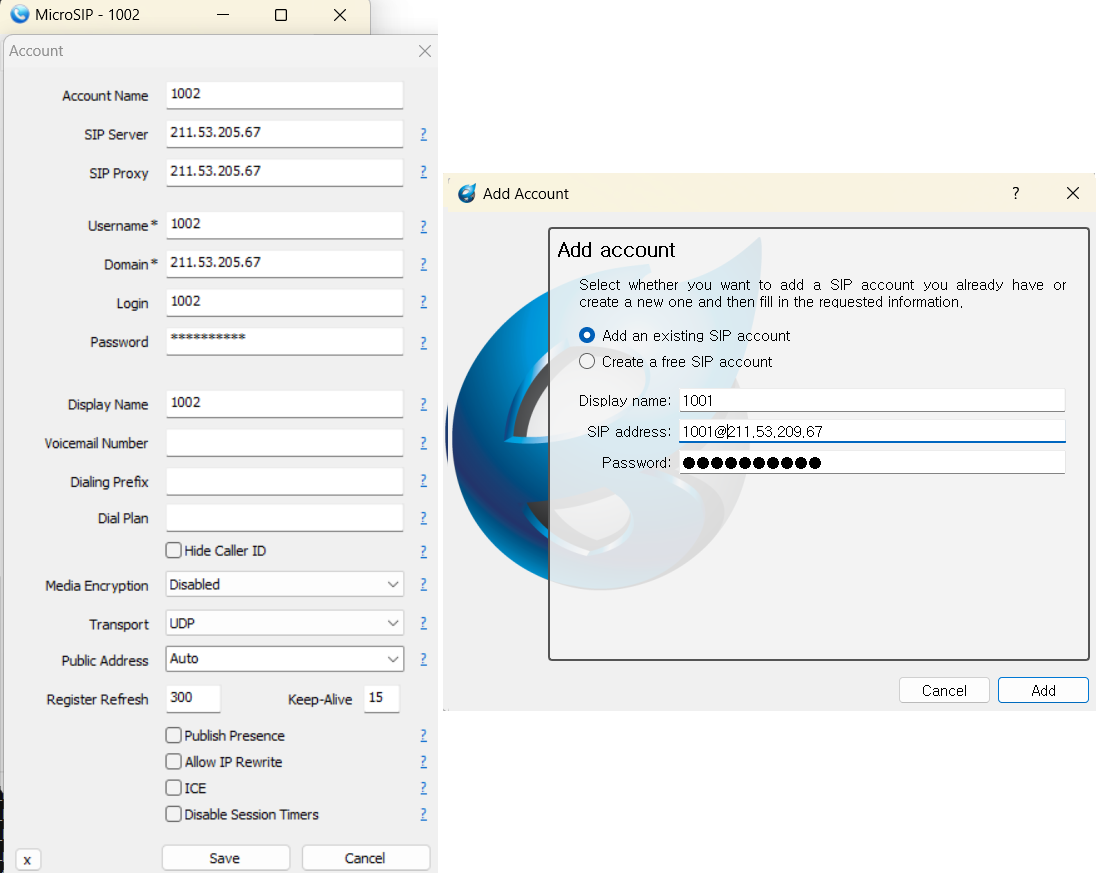 MicroSIP - 1002
Account
Account Name 1002
SIP Server 211.53.205.67 ?
SIP Proxy 211.53.205.67 ?
Username* 1002 ?
Domain* 211.53.205.67 ?
Login 1002 ?
Password ********** ?
Display Name 1002 ?
Voicemail Number ?
Dialing Prefix ?
Dial Plan ?
Hide Caller ID ?
Media Encryption Disabled ?
Transport UDP ?
Public Address Auto ?
Register Refresh 300 Keep-Alive 15
Publish Presence ?
Allow IP Rewrite ?
ICE ?
Disable Session Timers ?
x Save Cancel
Add Account ?
Add account
Select whether you want to add a SIP account you already have or
create a new one and then fill in the requested information.
Add an existing SIP account
Create a free SIP account
Display name: 1001
SIP address: 1001@211.53.209.67
Password: ●●●●●●●●●●
Cancel Add